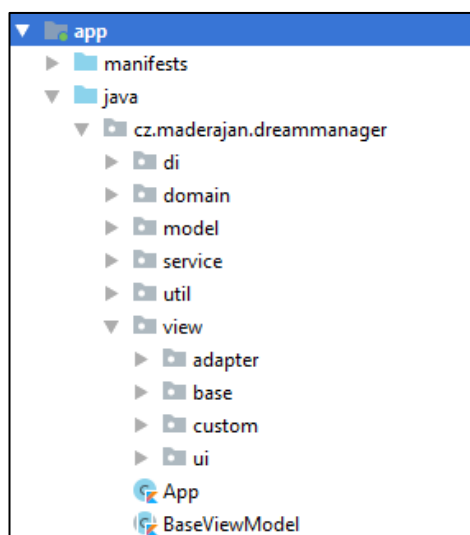 app
manifests
java
cz.maderajan.dreammanager
di
domain
model
service
util
view
adapter
base
custom
ui
App
BaseViewModel